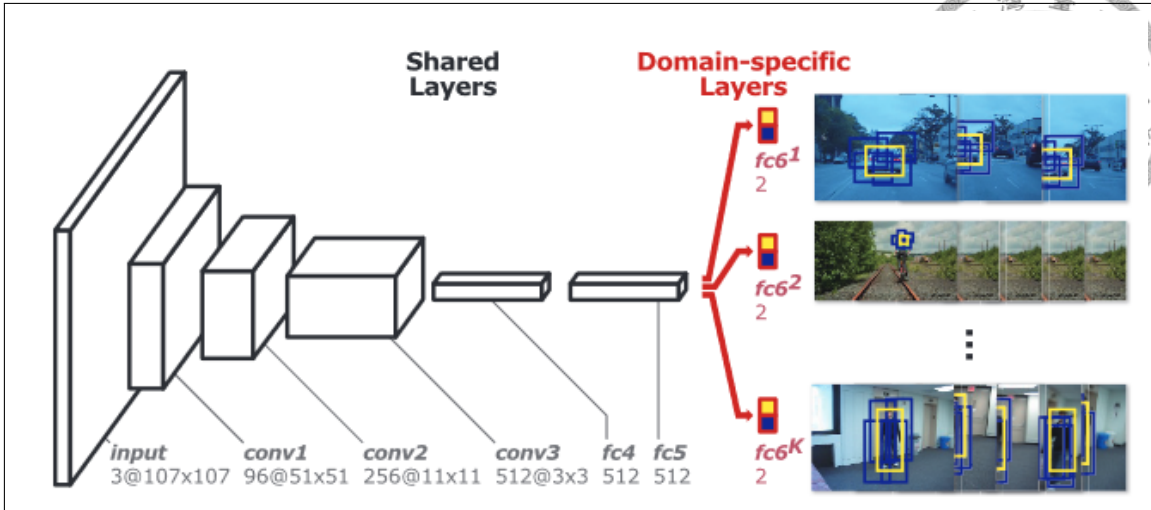 Shared
Layers
Domain-specific
Layers
fc6¹
2
fc6²
2
fc6ᴷ
2
input
3@107x107
conv1
96@51x51
conv2
256@11x11
conv3
512@3x3
fc4
512
fc5
512